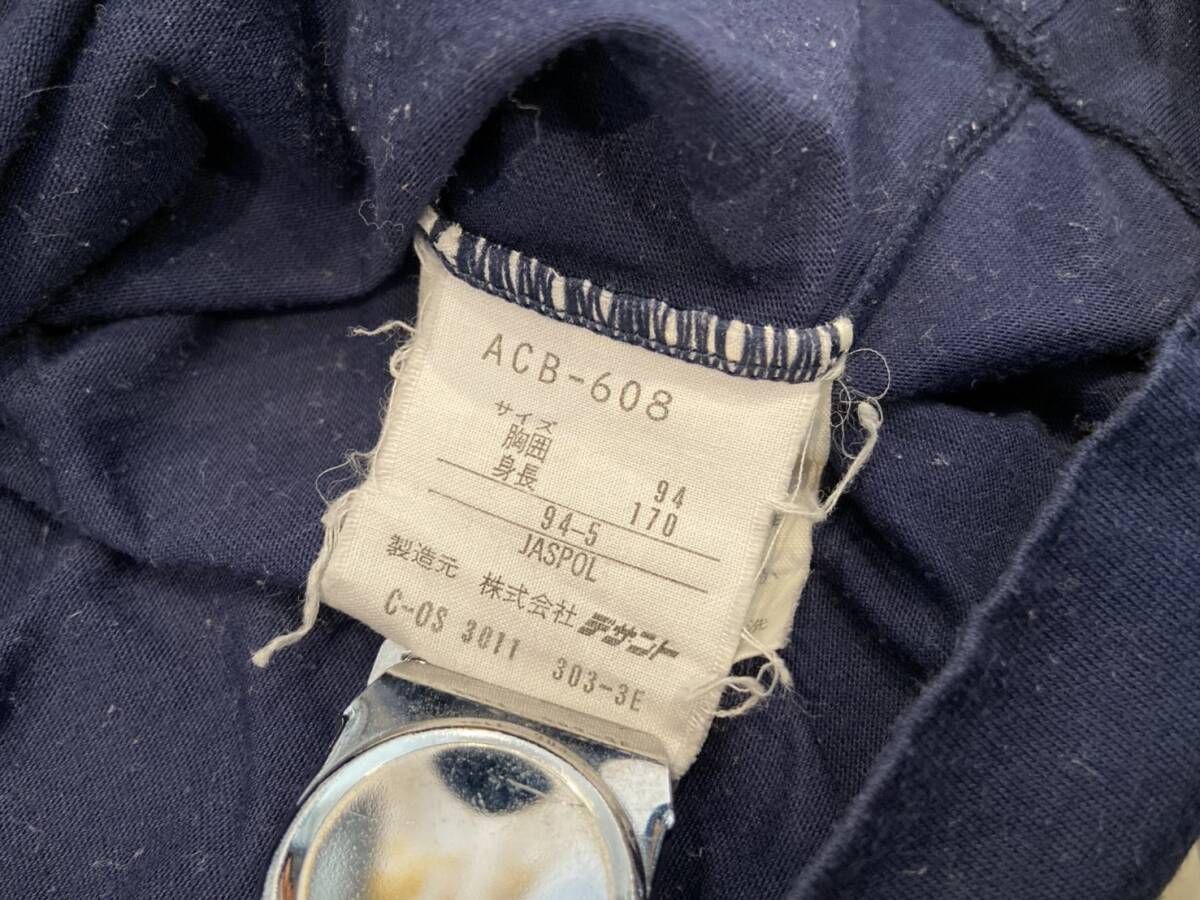 ACB-608
サイズ
胸囲 94
身長 170
94-5
JASPOL
製造元 株式会社デサント
C-OS 3011 303-3E
洗